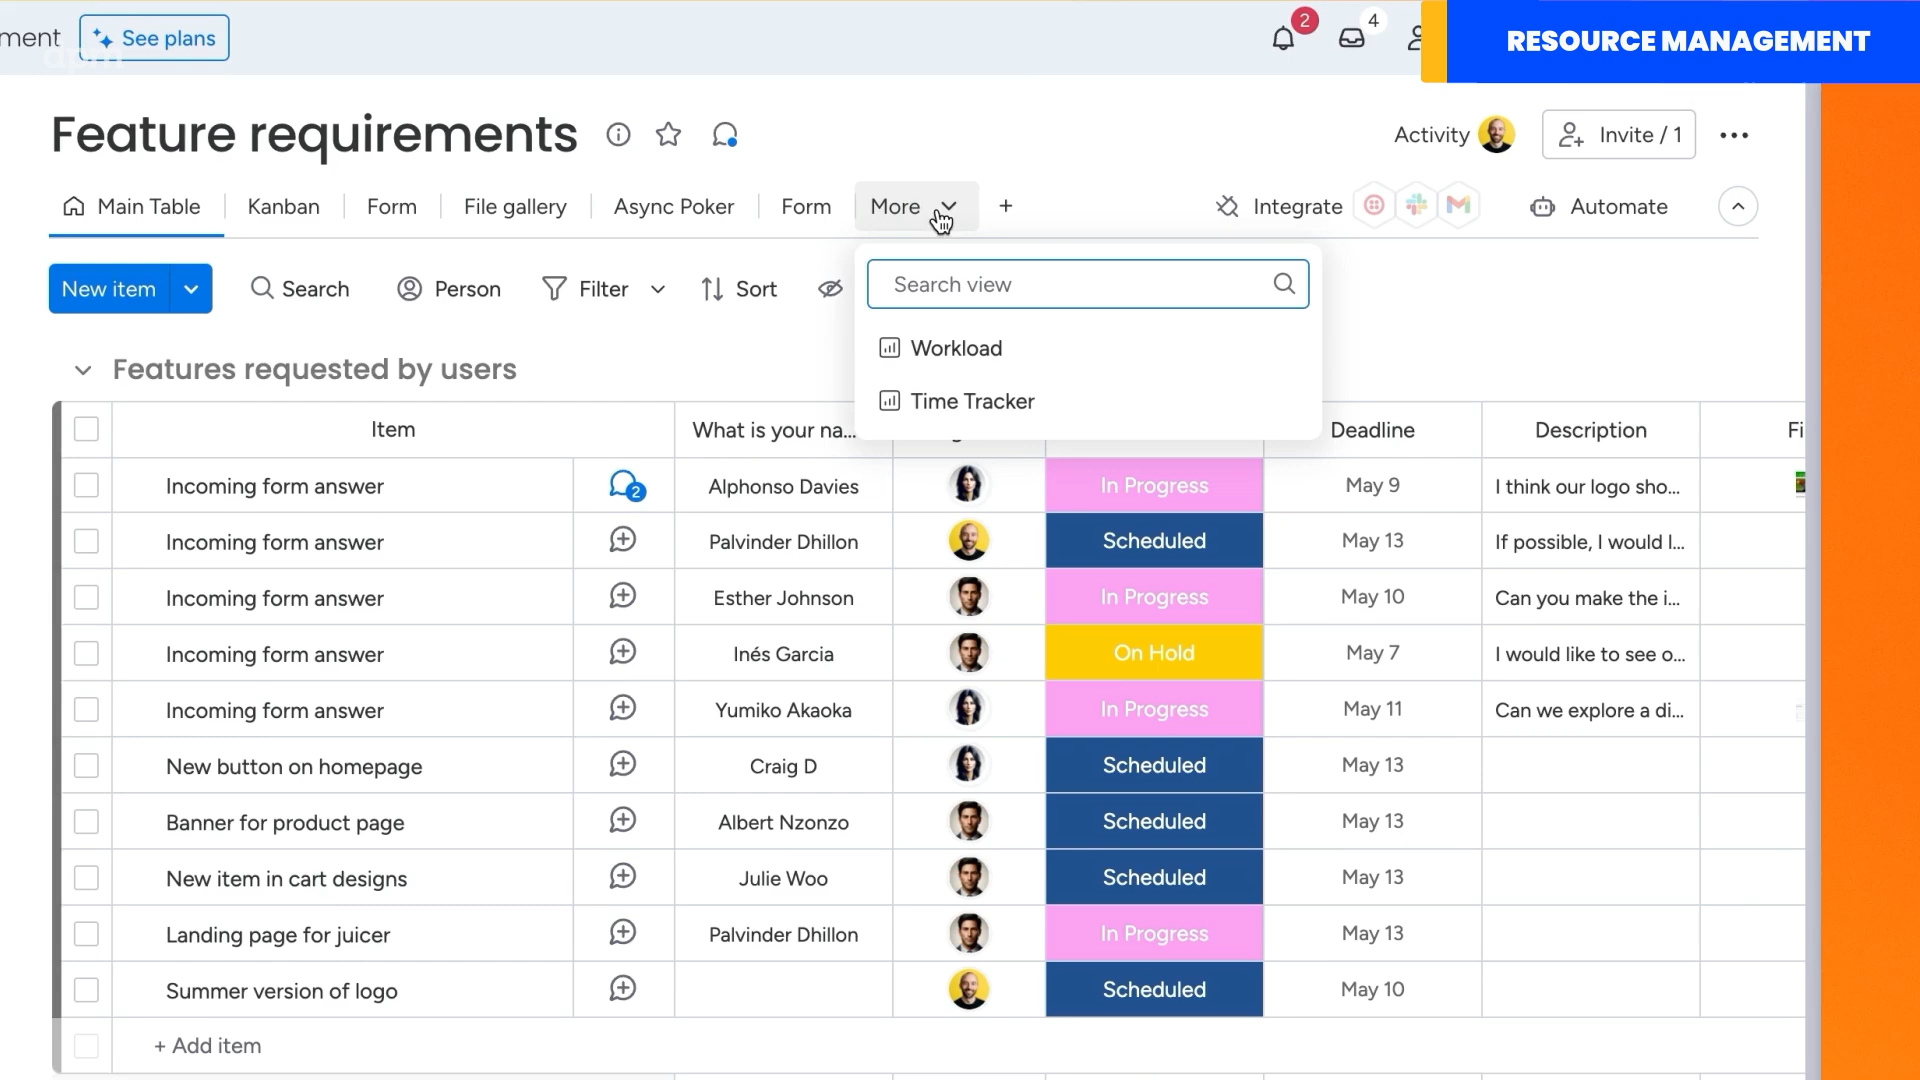 ment
See plans
2
4
RESOURCE MANAGEMENT
dpm
Feature requirements
Activity
Invite / 1
Main Table
Kanban
Form
File gallery
Async Poker
Form
More
+
Integrate
Automate
New item
Search
Person
Filter
Sort
Search view
Workload
Time Tracker
Features requested by users
Item
What is your na...
Deadline
Description
Fi
Incoming form answer
2
Alphonso Davies
In Progress
May 9
I think our logo sho...
Incoming form answer
Palvinder Dhillon
Scheduled
May 13
If possible, I would l...
Incoming form answer
Esther Johnson
In Progress
May 10
Can you make the i...
Incoming form answer
Inés Garcia
On Hold
May 7
I would like to see o...
Incoming form answer
Yumiko Akaoka
In Progress
May 11
Can we explore a di...
New button on homepage
Craig D
Scheduled
May 13
Banner for product page
Albert Nzonzo
Scheduled
May 13
New item in cart designs
Julie Woo
Scheduled
May 13
Landing page for juicer
Palvinder Dhillon
In Progress
May 13
Summer version of logo
Scheduled
May 10
+ Add item